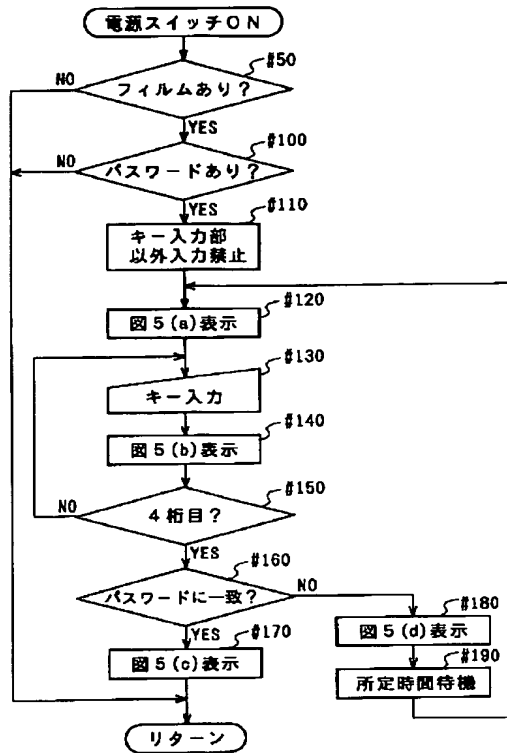 電源スイッチON
#50
NO
フィルムあり?
YES
#100
NO
パスワードあり?
YES
#110
キー入力部
以外入力禁止
#120
図5(a)表示
#130
キー入力
#140
図5(b)表示
#150
NO
4桁目?
YES
#160
NO
パスワードに一致?
#180
YES
#170
図5(d)表示
図5(c)表示
#190
所定時間待機
リターン